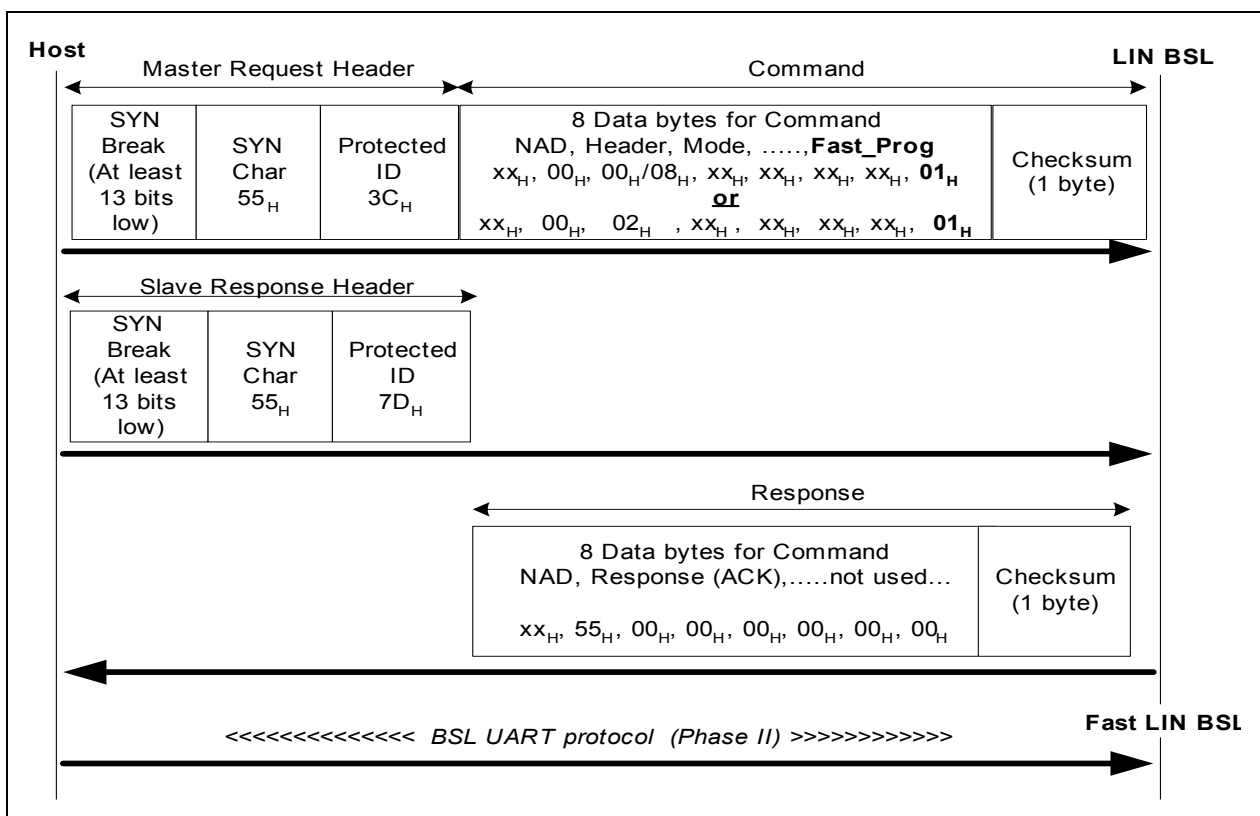 Host
LIN BSL
Master Request Header
Command
SYN
Break
(At least
13 bits
low)
SYN
Char
55H
Protected
ID
3CH
8 Data bytes for Command
NAD, Header, Mode, .....,Fast_Prog
xxH, 00H, 00H/08H, xxH, xxH, xxH, xxH, 01H
or
xxH, 00H, 02H , xxH , xxH, xxH, xxH, 01H
Checksum
(1 byte)
Slave Response Header
SYN
Break
(At least
13 bits
low)
SYN
Char
55H
Protected
ID
7DH
Response
8 Data bytes for Command
NAD, Response (ACK),.....not used...
xxH, 55H, 00H, 00H, 00H, 00H, 00H, 00H
Checksum
(1 byte)
Fast LIN BSL
<<<<<<<<<<<<<< BSL UART protocol (Phase II) >>>>>>>>>>>>